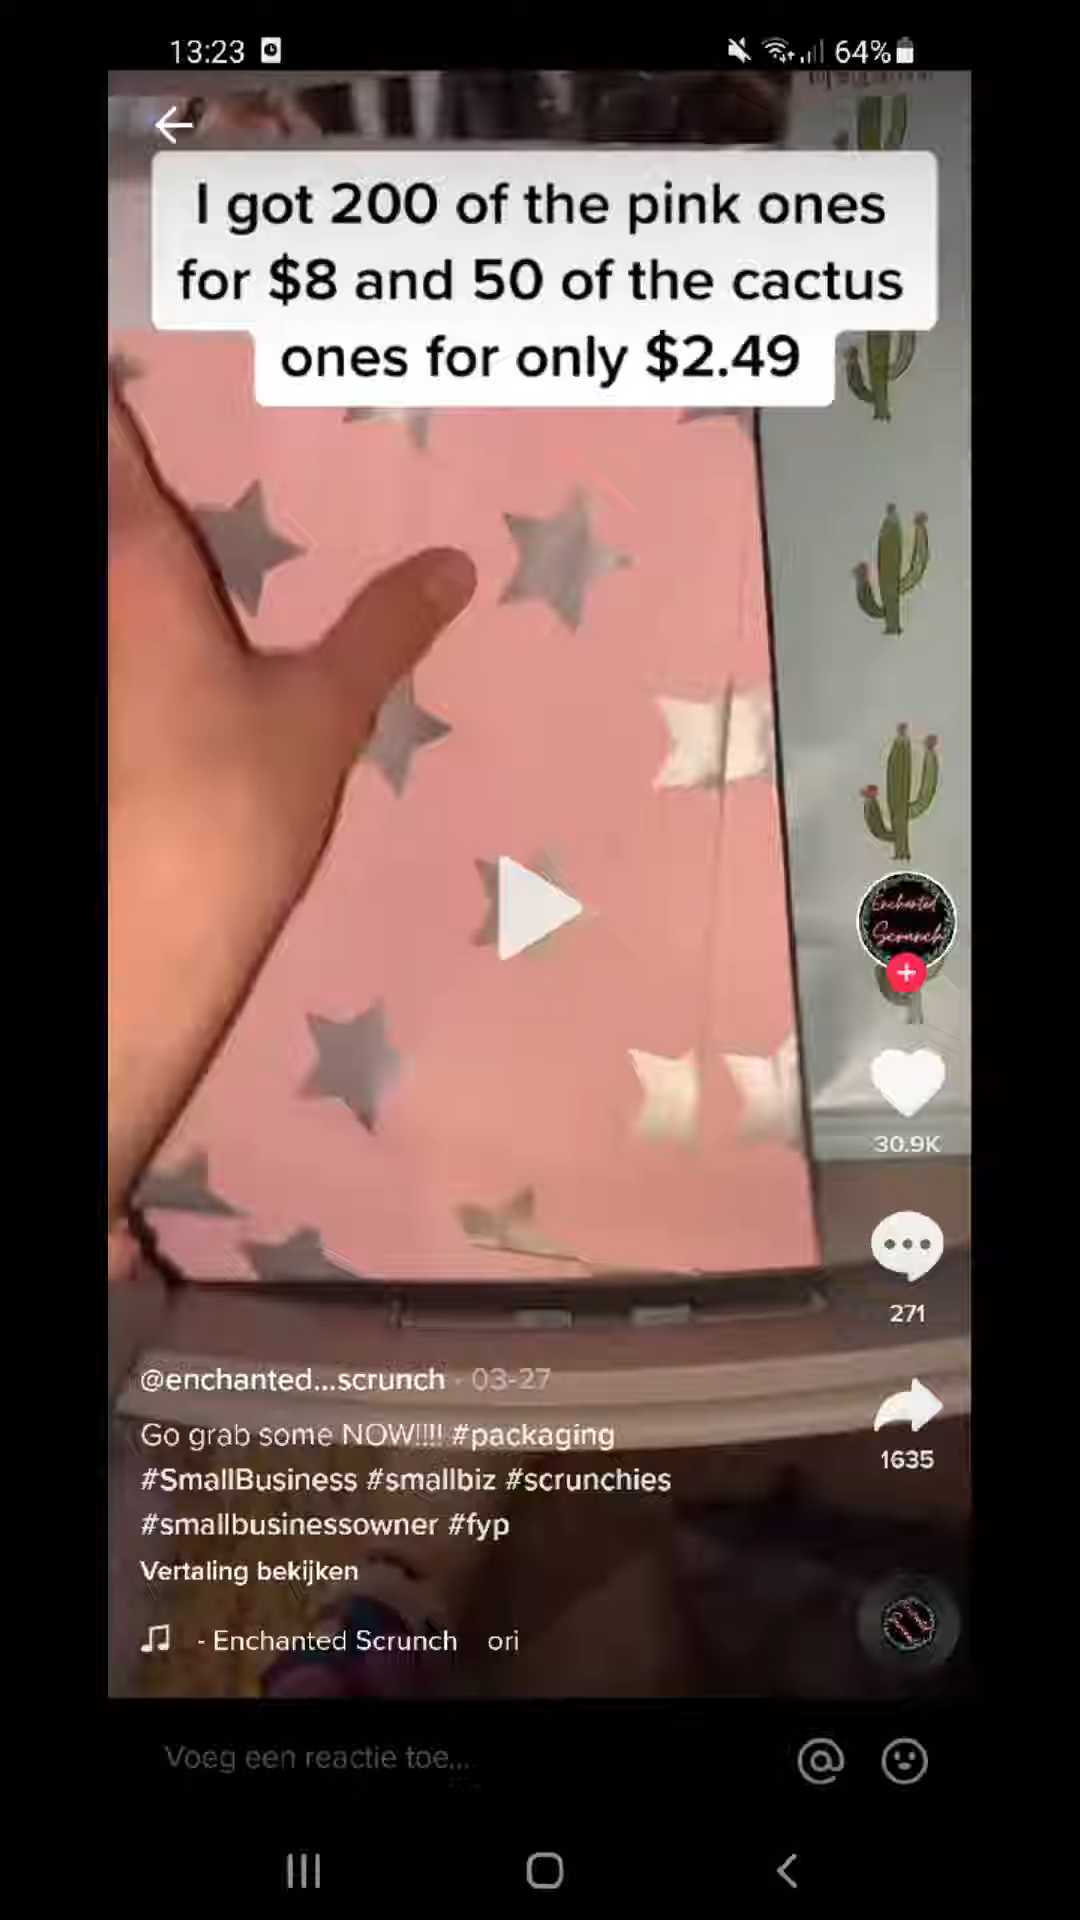 13:23
64%
I got 200 of the pink ones
for $8 and 50 of the cactus
ones for only $2.49
Enchanted
Scrunch
30.9K
271
@enchanted...scrunch · 03-27
1635
Go grab some NOW!!!! #packaging
#SmallBusiness #smallbiz #scrunchies
#smallbusinessowner #fyp
Vertaling bekijken
- Enchanted Scrunch ori
Voeg een reactie toe...